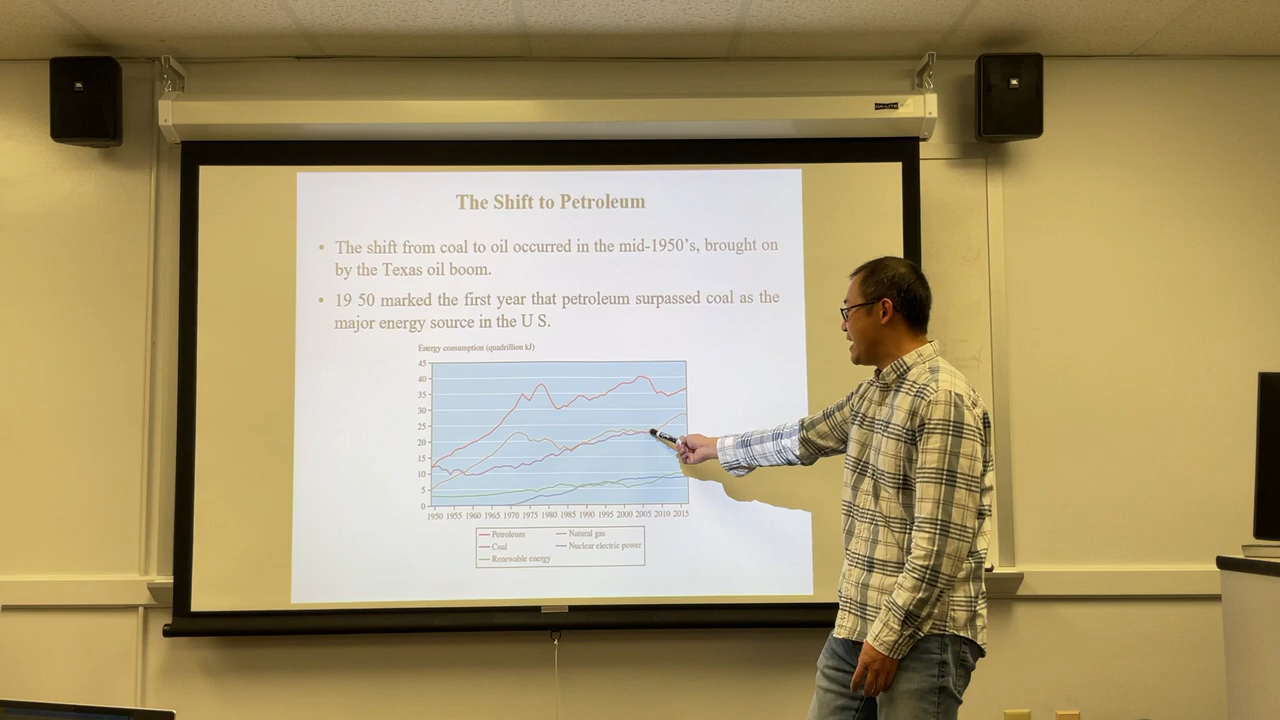 DA-LITE
The Shift to Petroleum
• The shift from coal to oil occurred in the mid-1950's, brought on
by the Texas oil boom.
• 19 50 marked the first year that petroleum surpassed coal as the
major energy source in the U S.
Energy consumption (quadrillion kJ)
45
40
35
30
25
20
15
10
5
0
1950 1955 1960 1965 1970 1975 1980 1985 1990 1995 2000 2005 2010 2015
Petroleum Natural gas
Coal Nuclear electric power
Renewable energy